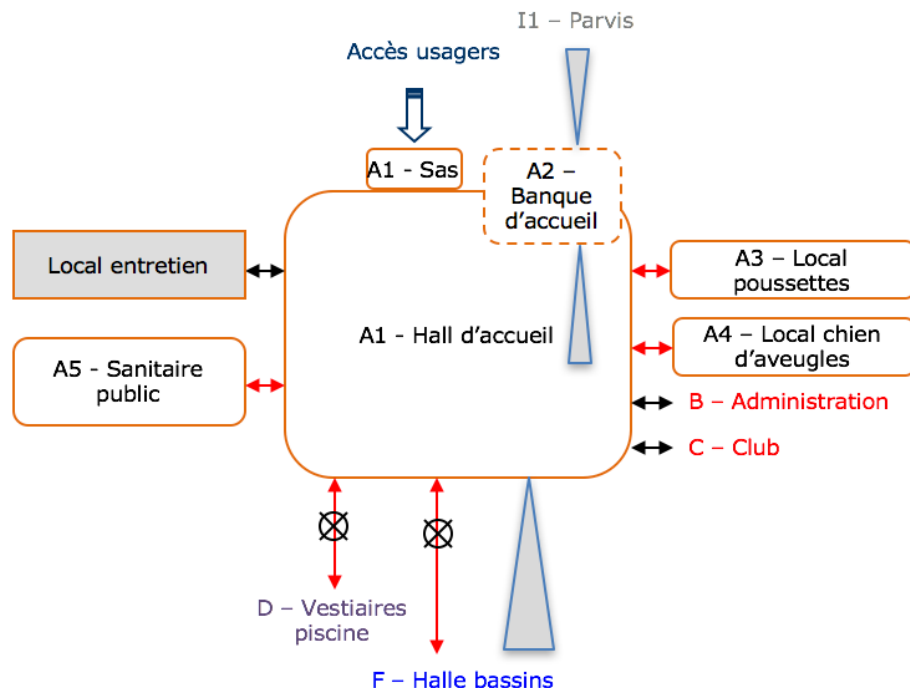 I1 – Parvis
Accès usagers
A1 - Sas
A2 –
Banque
d’accueil
Local entretien
A3 – Local
poussettes
A1 - Hall d’accueil
A4 – Local chien
d’aveugles
A5 - Sanitaire
public
B – Administration
C – Club
D – Vestiaires
piscine
F – Halle bassins